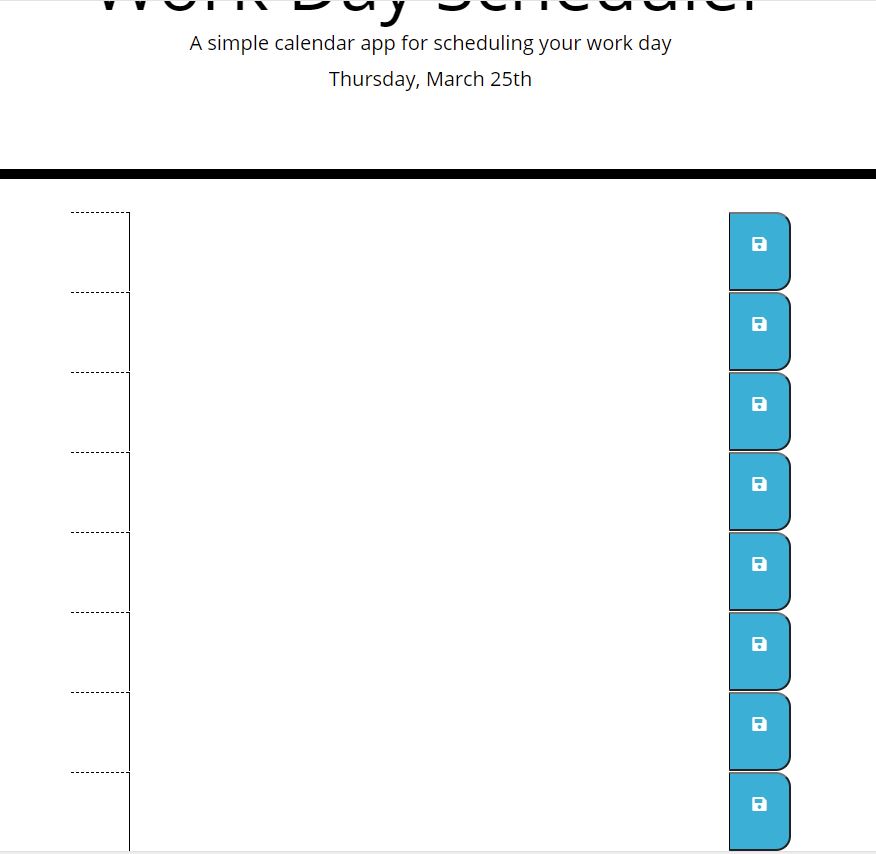 Work Day Scheduler
A simple calendar app for scheduling your work day
Thursday, March 25th